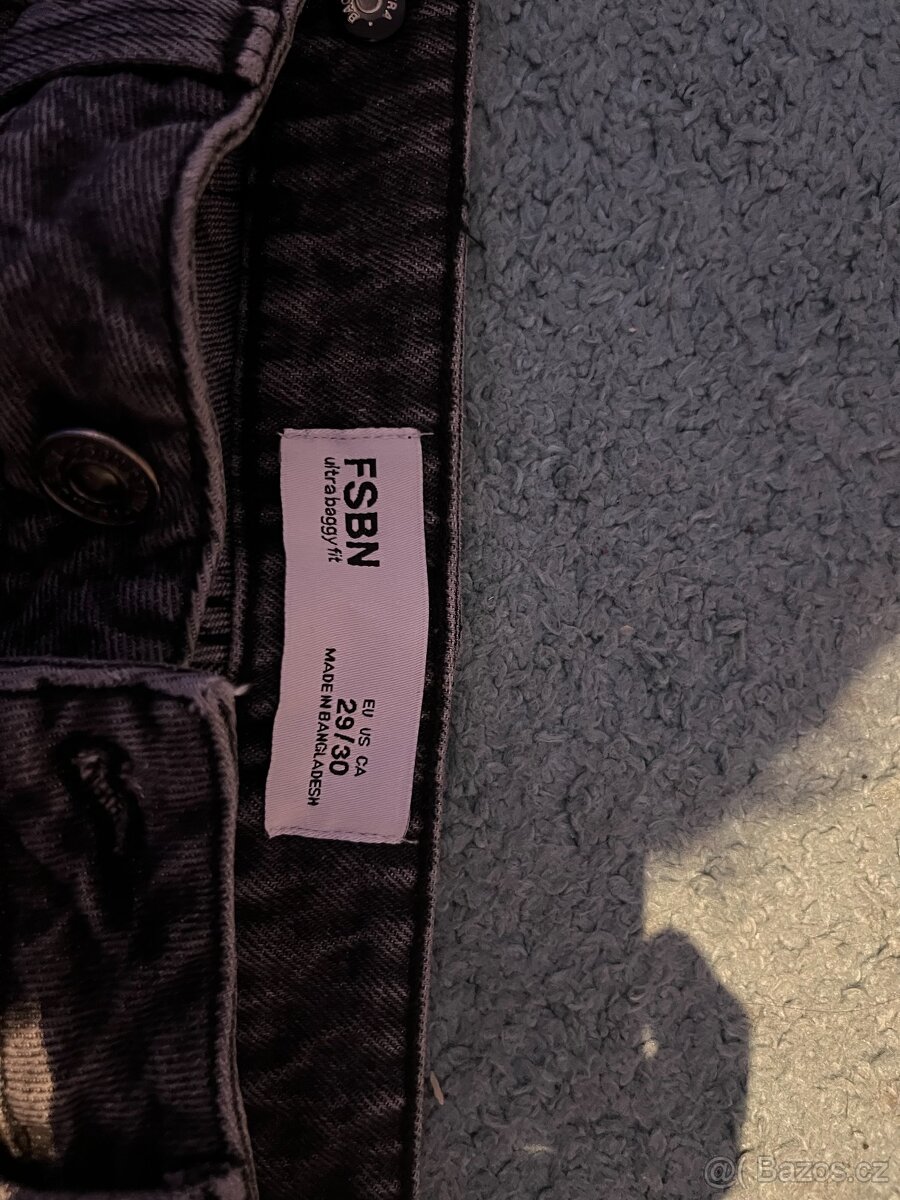 FSBN
ultra baggy fit
EU US CA
29/30
MADE IN BANGLADESH
@ Bazos.cz